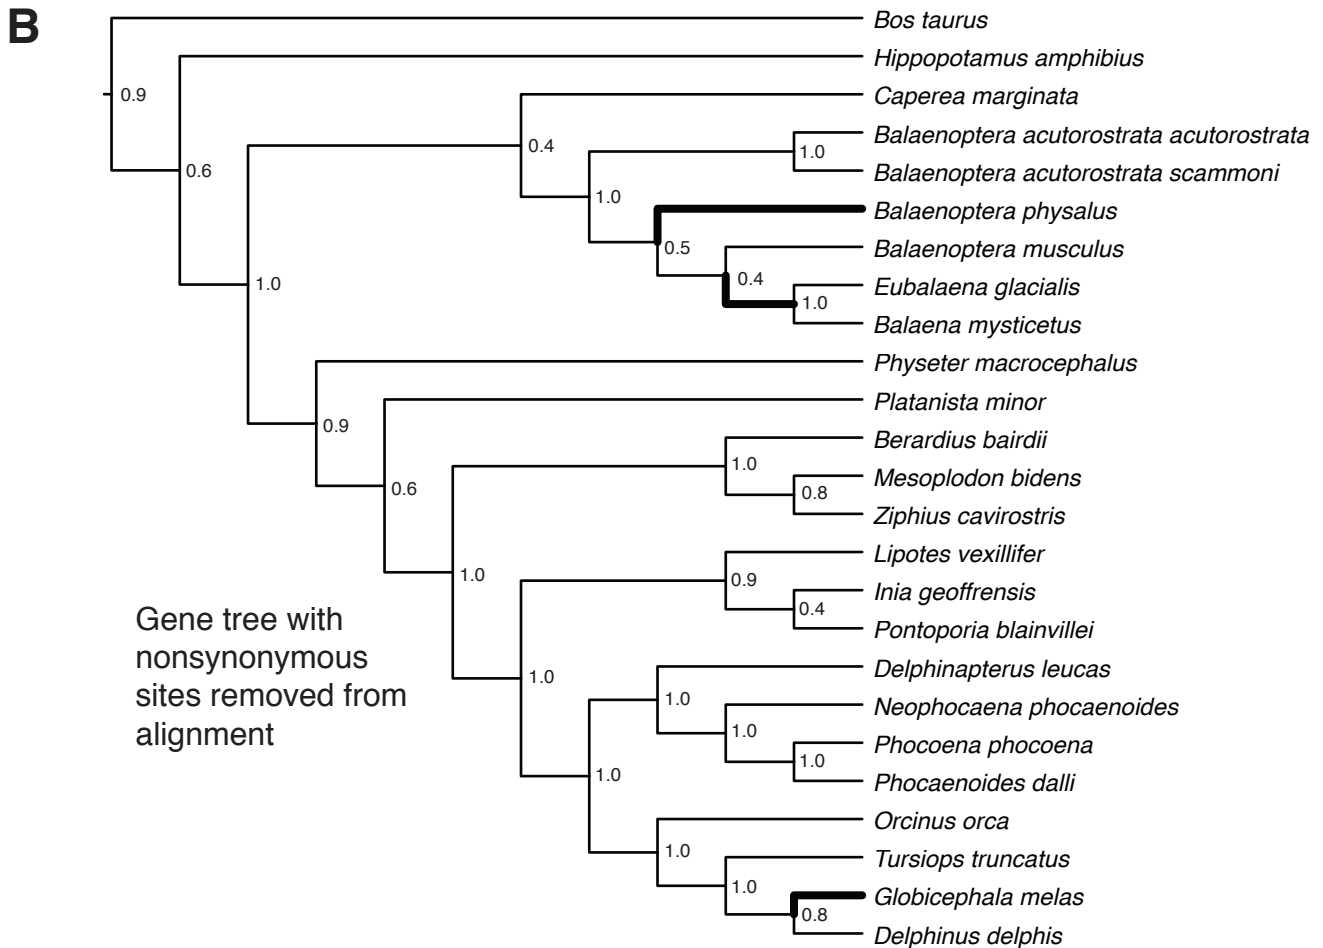 B
Bos taurus
Hippopotamus amphibius
0.9
Caperea marginata
Balaenoptera acutorostrata acutorostrata
0.4
1.0
0.6
Balaenoptera acutorostrata scammoni
1.0
Balaenoptera physalus
0.5
Balaenoptera musculus
0.4
1.0
Eubalaena glacialis
1.0
Balaena mysticetus
Physeter macrocephalus
Platanista minor
0.9
Berardius bairdii
1.0
Mesoplodon bidens
0.6
0.8
Ziphius cavirostris
Lipotes vexillifer
1.0
0.9
Inia geoffrensis
0.4
Pontoporia blainvillei
Gene tree with
nonsynonymous
sites removed from
alignment
Delphinapterus leucas
1.0
1.0
Neophocaena phocaenoides
1.0
Phocoena phocoena
1.0
1.0
Phocaenoides dalli
Orcinus orca
1.0
Tursiops truncatus
1.0
Globicephala melas
0.8
Delphinus delphis